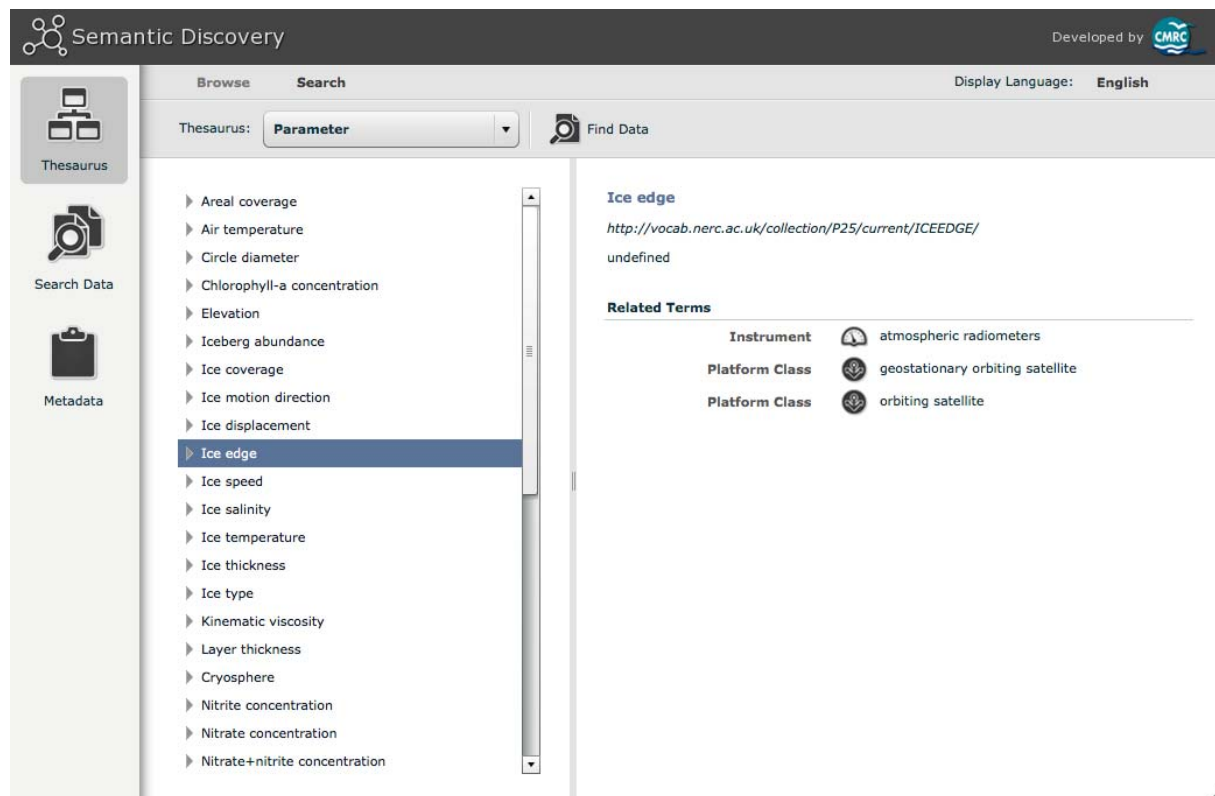 Semantic Discovery
Developed by CMRC
Browse Search Display Language: English
Thesaurus: Parameter Find Data
Thesaurus
Search Data
Metadata
Areal coverage
Air temperature
Circle diameter
Chlorophyll-a concentration
Elevation
Iceberg abundance
Ice coverage
Ice motion direction
Ice displacement
Ice edge
Ice speed
Ice salinity
Ice temperature
Ice thickness
Ice type
Kinematic viscosity
Layer thickness
Cryosphere
Nitrite concentration
Nitrate concentration
Nitrate+nitrite concentration
Ice edge
http://vocab.nerc.ac.uk/collection/P25/current/ICEEDGE/
undefined
Related Terms
Instrument atmospheric radiometers
Platform Class geostationary orbiting satellite
Platform Class orbiting satellite